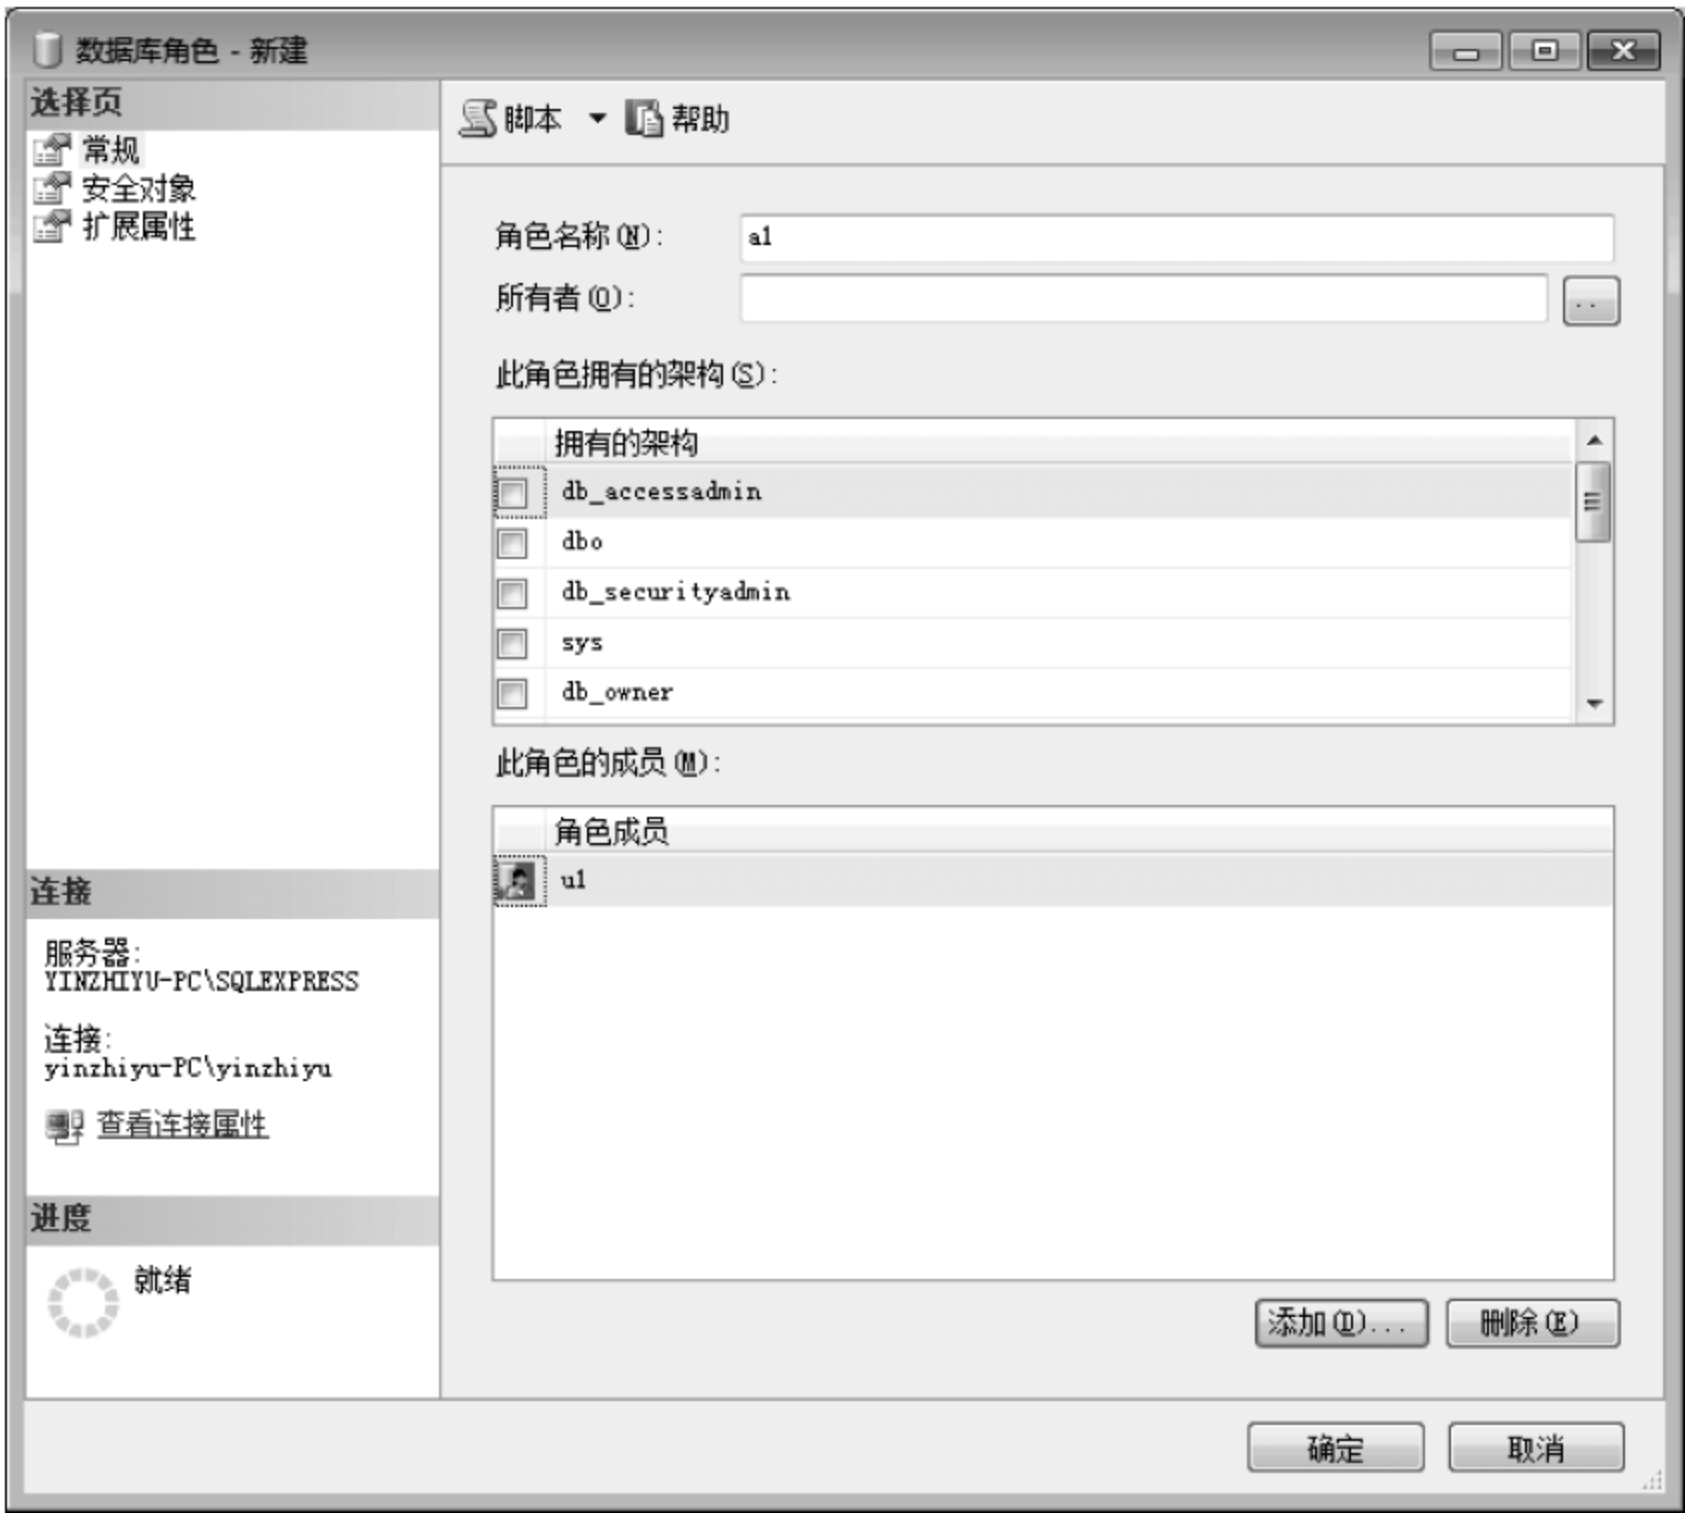 数据库角色 - 新建
选择页
常规
安全对象
扩展属性
脚本
帮助
角色名称(N):
a1
所有者(O):
..
此角色拥有的架构(S):
拥有的架构
db_accessadmin
dbo
db_securityadmin
sys
db_owner
此角色的成员(M):
角色成员
u1
连接
服务器:
YINZHIYU-PC\SQLEXPRESS
连接:
yinzhiyu-PC\yinzhiyu
查看连接属性
进度
就绪
添加(D)...
删除(E)
确定
取消